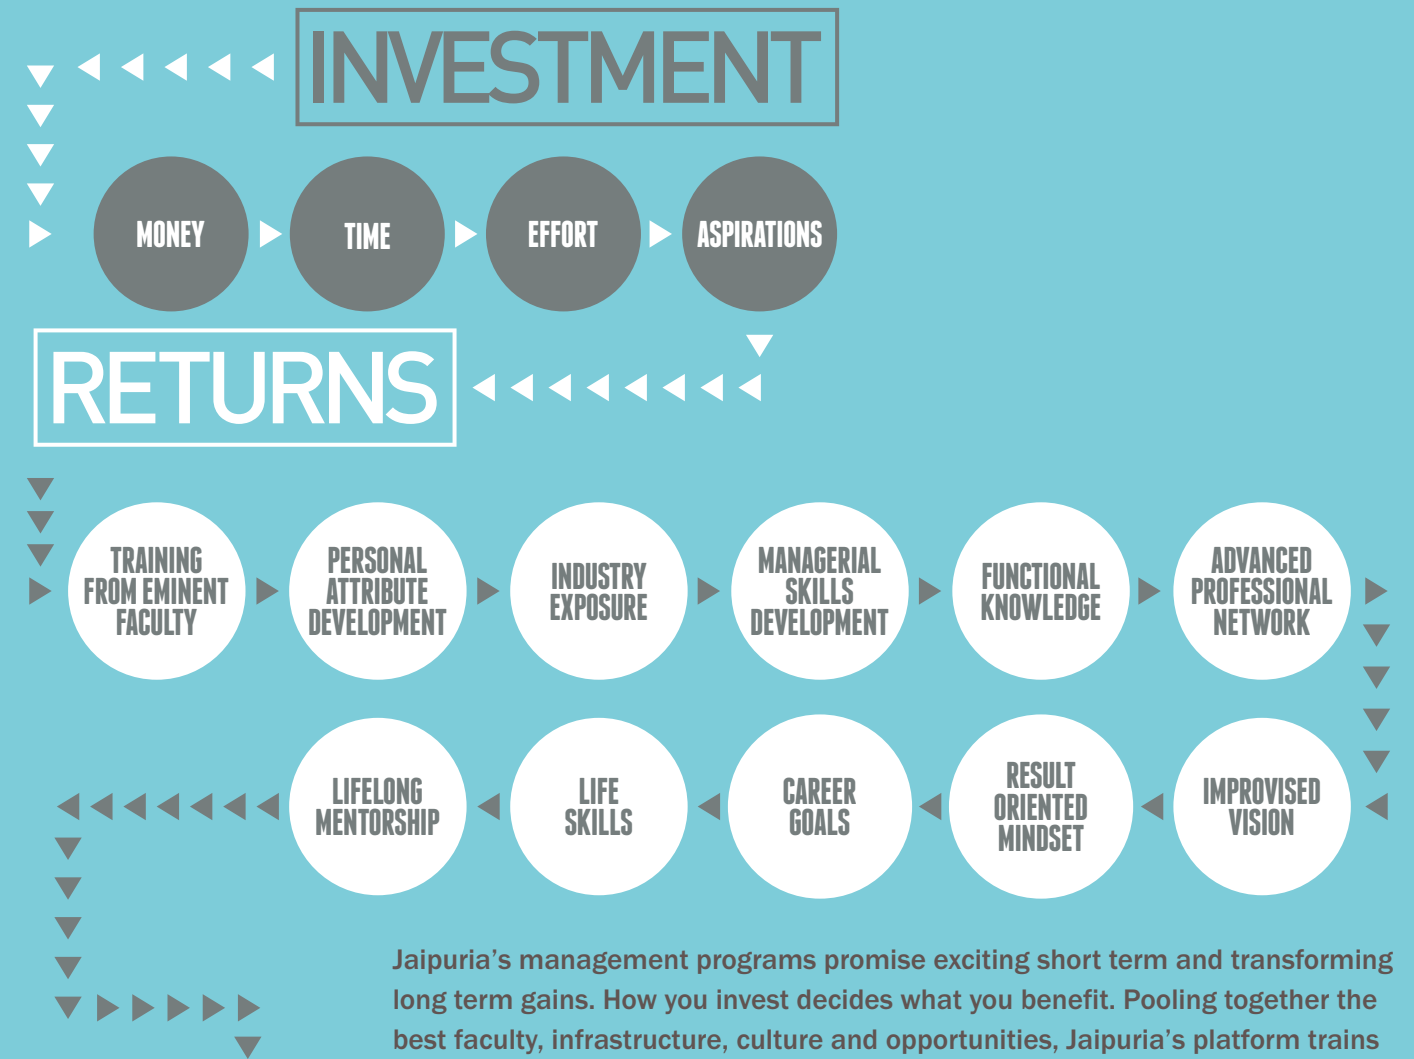 INVESTMENT
MONEY
TIME
EFFORT
ASPIRATIONS
RETURNS
TRAINING
FROM EMINENT
FACULTY
PERSONAL
ATTRIBUTE
DEVELOPMENT
INDUSTRY
EXPOSURE
MANAGERIAL
SKILLS
DEVELOPMENT
FUNCTIONAL
KNOWLEDGE
ADVANCED
PROFESSIONAL
NETWORK
IMPROVISED
VISION
RESULT
ORIENTED
MINDSET
CAREER
GOALS
LIFE
SKILLS
LIFELONG
MENTORSHIP
Jaipuria’s management programs promise exciting short term and transforming
long term gains. How you invest decides what you benefit. Pooling together the
best faculty, infrastructure, culture and opportunities, Jaipuria’s platform trains